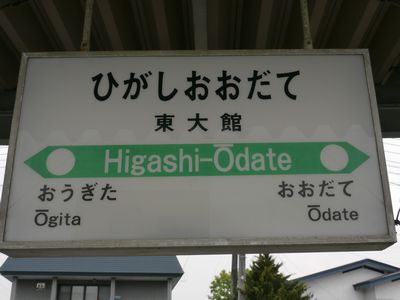 ひがしおおだて
東大館
Higashi-Ōdate
おうぎた
Ōgita
おおだて
Ōdate